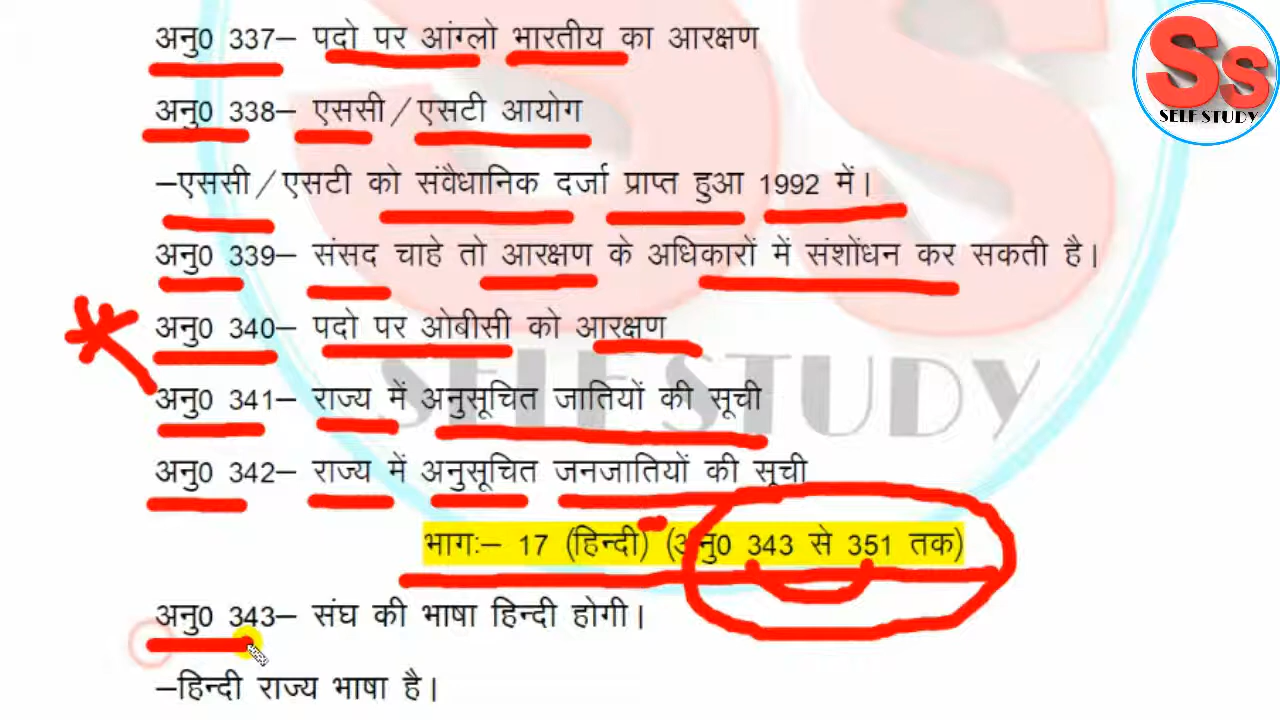 अनु0 337– पदो पर आंग्लो भारतीय का आरक्षण
Ss
SELF STUDY
अनु0 338– एससी/एसटी आयोग
–एससी/एसटी को संवैधानिक दर्जा प्राप्त हुआ 1992 में।
अनु0 339– संसद चाहे तो आरक्षण के अधिकारों में संशोंधन कर सकती है।
अनु0 340– पदो पर ओबीसी को आरक्षण
SELF STUDY
अनु0 341– राज्य में अनुसूचित जातियों की सूची
अनु0 342– राज्य में अनुसूचित जनजातियों की सूची
भागः– 17 (हिन्दी) (अनु0 343 से 351 तक)
अनु0 343– संघ की भाषा हिन्दी होगी।
–हिन्दी राज्य भाषा है।